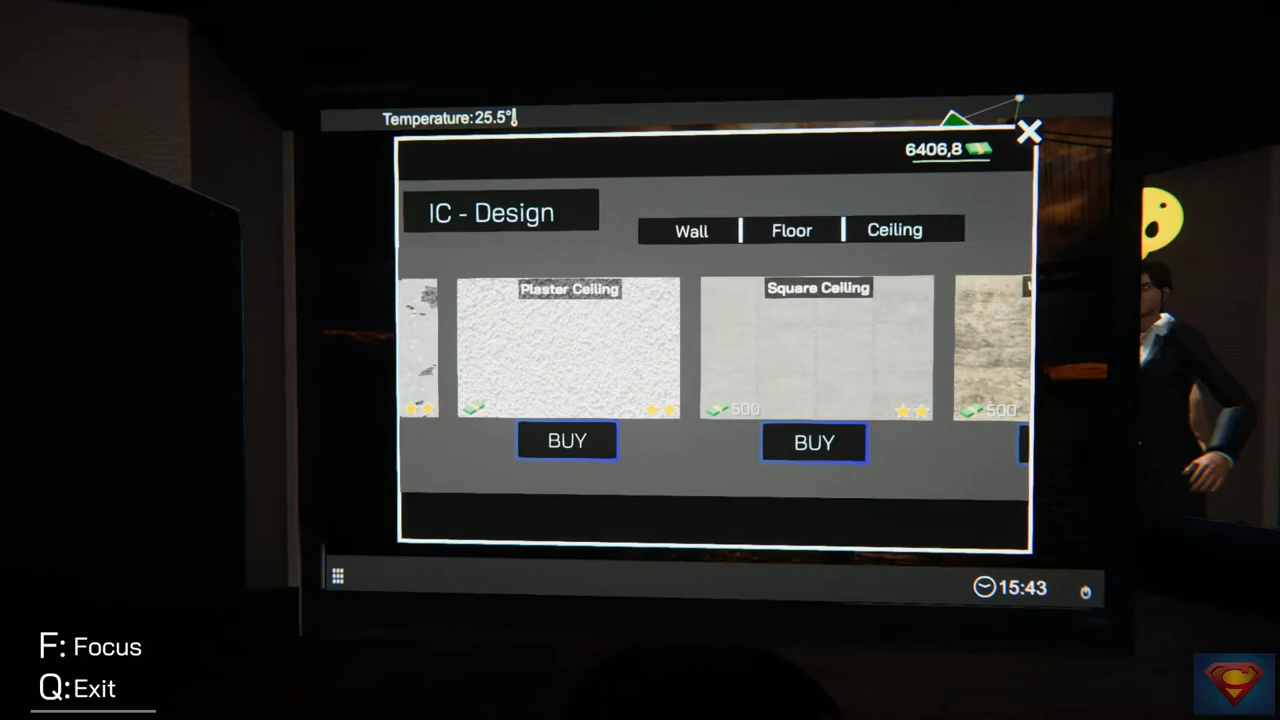 Temperature:25.5°
6406,8
IC - Design
Wall
Floor
Ceiling
Plaster Ceiling
Square Ceiling
500
500
BUY
BUY
15:43
F: Focus
Q: Exit